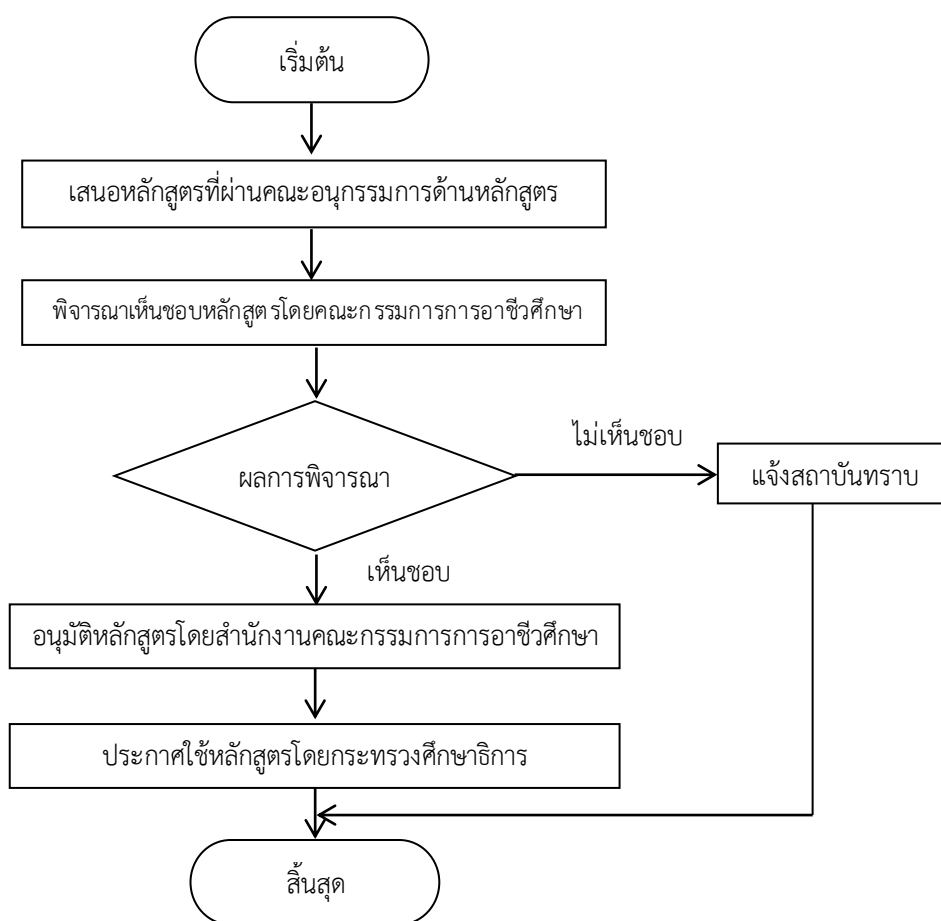 เริ่มต้น
เสนอหลักสูตรที่ผ่านคณะอนุกรรมการด้านหลักสูตร
พิจารณาเห็นชอบหลักสูตรโดยคณะกรรมการการอาชีวศึกษา
ผลการพิจารณา
ไม่เห็นชอบ
แจ้งสถาบันทราบ
เห็นชอบ
อนุมัติหลักสูตรโดยสำนักงานคณะกรรมการการอาชีวศึกษา
ประกาศใช้หลักสูตรโดยกระทรวงศึกษาธิการ
สิ้นสุด